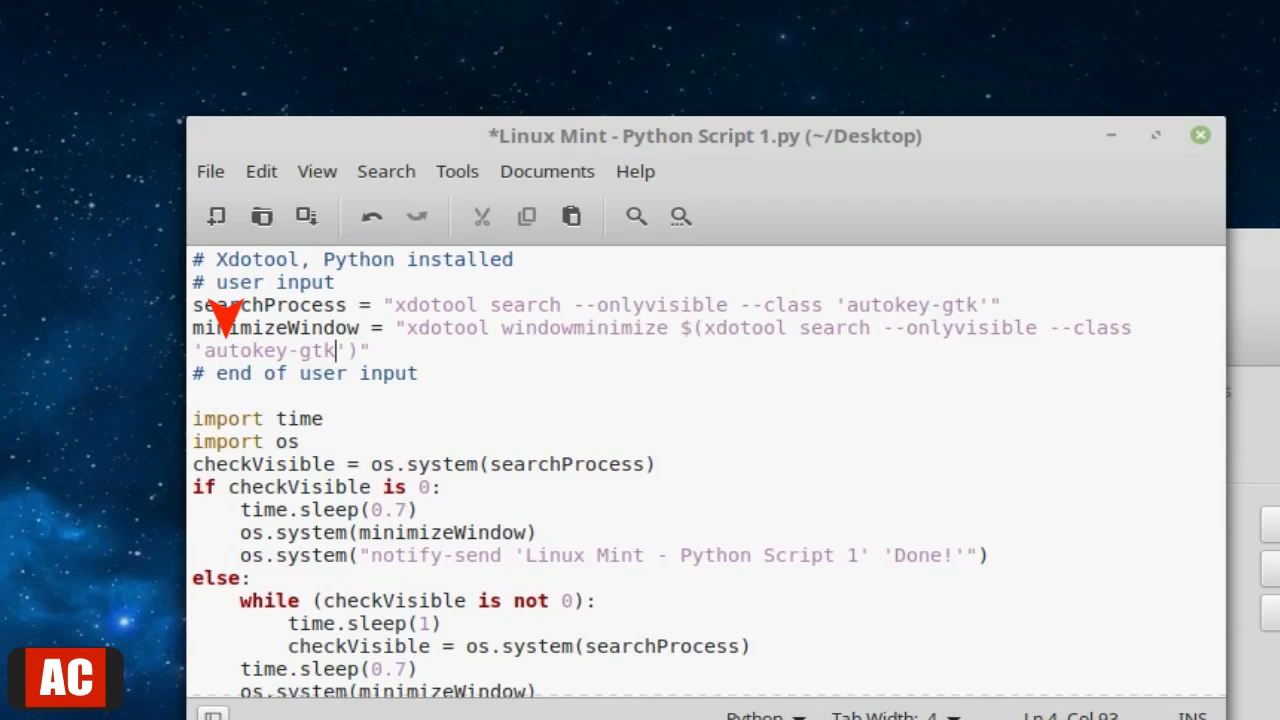 *Linux Mint - Python Script 1.py (~/Desktop)
File Edit View Search Tools Documents Help
# Xdotool, Python installed
# user input
searchProcess = "xdotool search --onlyvisible --class 'autokey-gtk'"
minimizeWindow = "xdotool windowminimize $(xdotool search --onlyvisible --class
'autokey-gtk')"
# end of user input
import time
import os
checkVisible = os.system(searchProcess)
if checkVisible is 0:
    time.sleep(0.7)
    os.system(minimizeWindow)
    os.system("notify-send 'Linux Mint - Python Script 1' 'Done!'")
else:
    while (checkVisible is not 0):
        time.sleep(1)
        checkVisible = os.system(searchProcess)
    time.sleep(0.7)
    os.system(minimizeWindow)
Python Tab Width: 4 Ln 4, Col 93 INS
AC